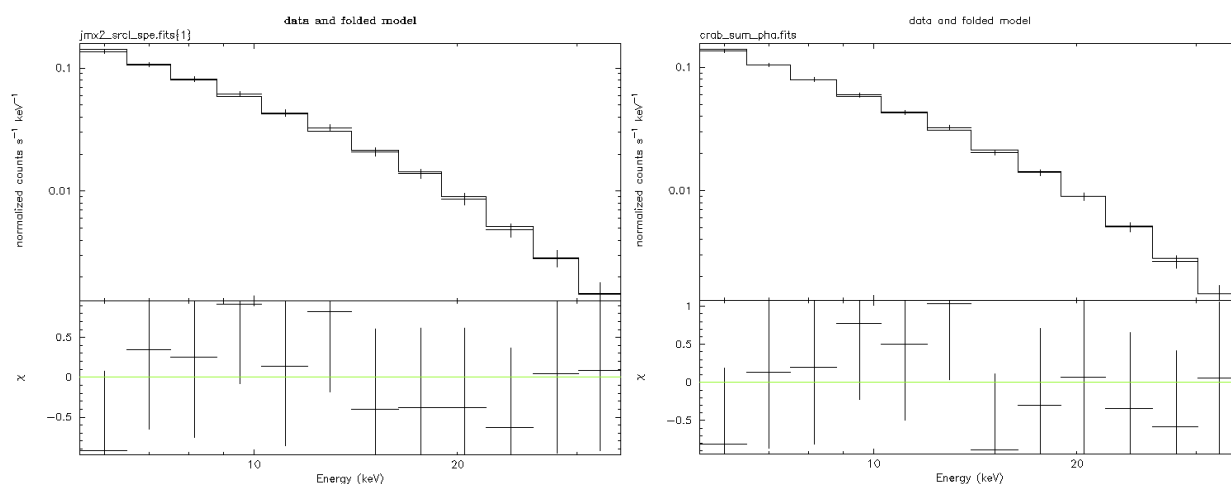 data and folded model
jmx2_srcl_spe.fits{1}
normalized counts s⁻¹ keV⁻¹
0.1
0.01
χ
0.5
0
−0.5
10
20
Energy (keV)
data and folded model
crab_sum_pha.fits
normalized counts s⁻¹ keV⁻¹
0.1
0.01
χ
1
0.5
0
−0.5
10
20
Energy (keV)